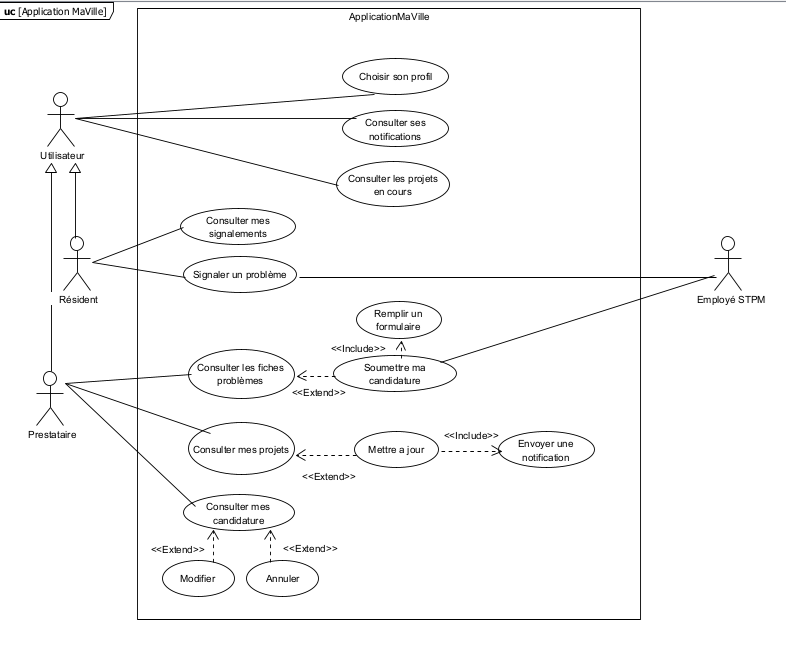 uc [Application MaVille]
ApplicationMaVille
Choisir son profil
Consulter ses
notifications
Utilisateur
Consulter les projets
en cours
Consulter mes
signalements
Signaler un problème
Résident
Employé STPM
Remplir un
formulaire
<<Include>>
Consulter les fiches
problèmes
Soumettre ma
candidature
<<Extend>>
Prestataire
Consulter mes projets
Mettre a jour
<<Include>>
Envoyer une
notification
<<Extend>>
Consulter mes
candidature
<<Extend>>
<<Extend>>
Modifier
Annuler